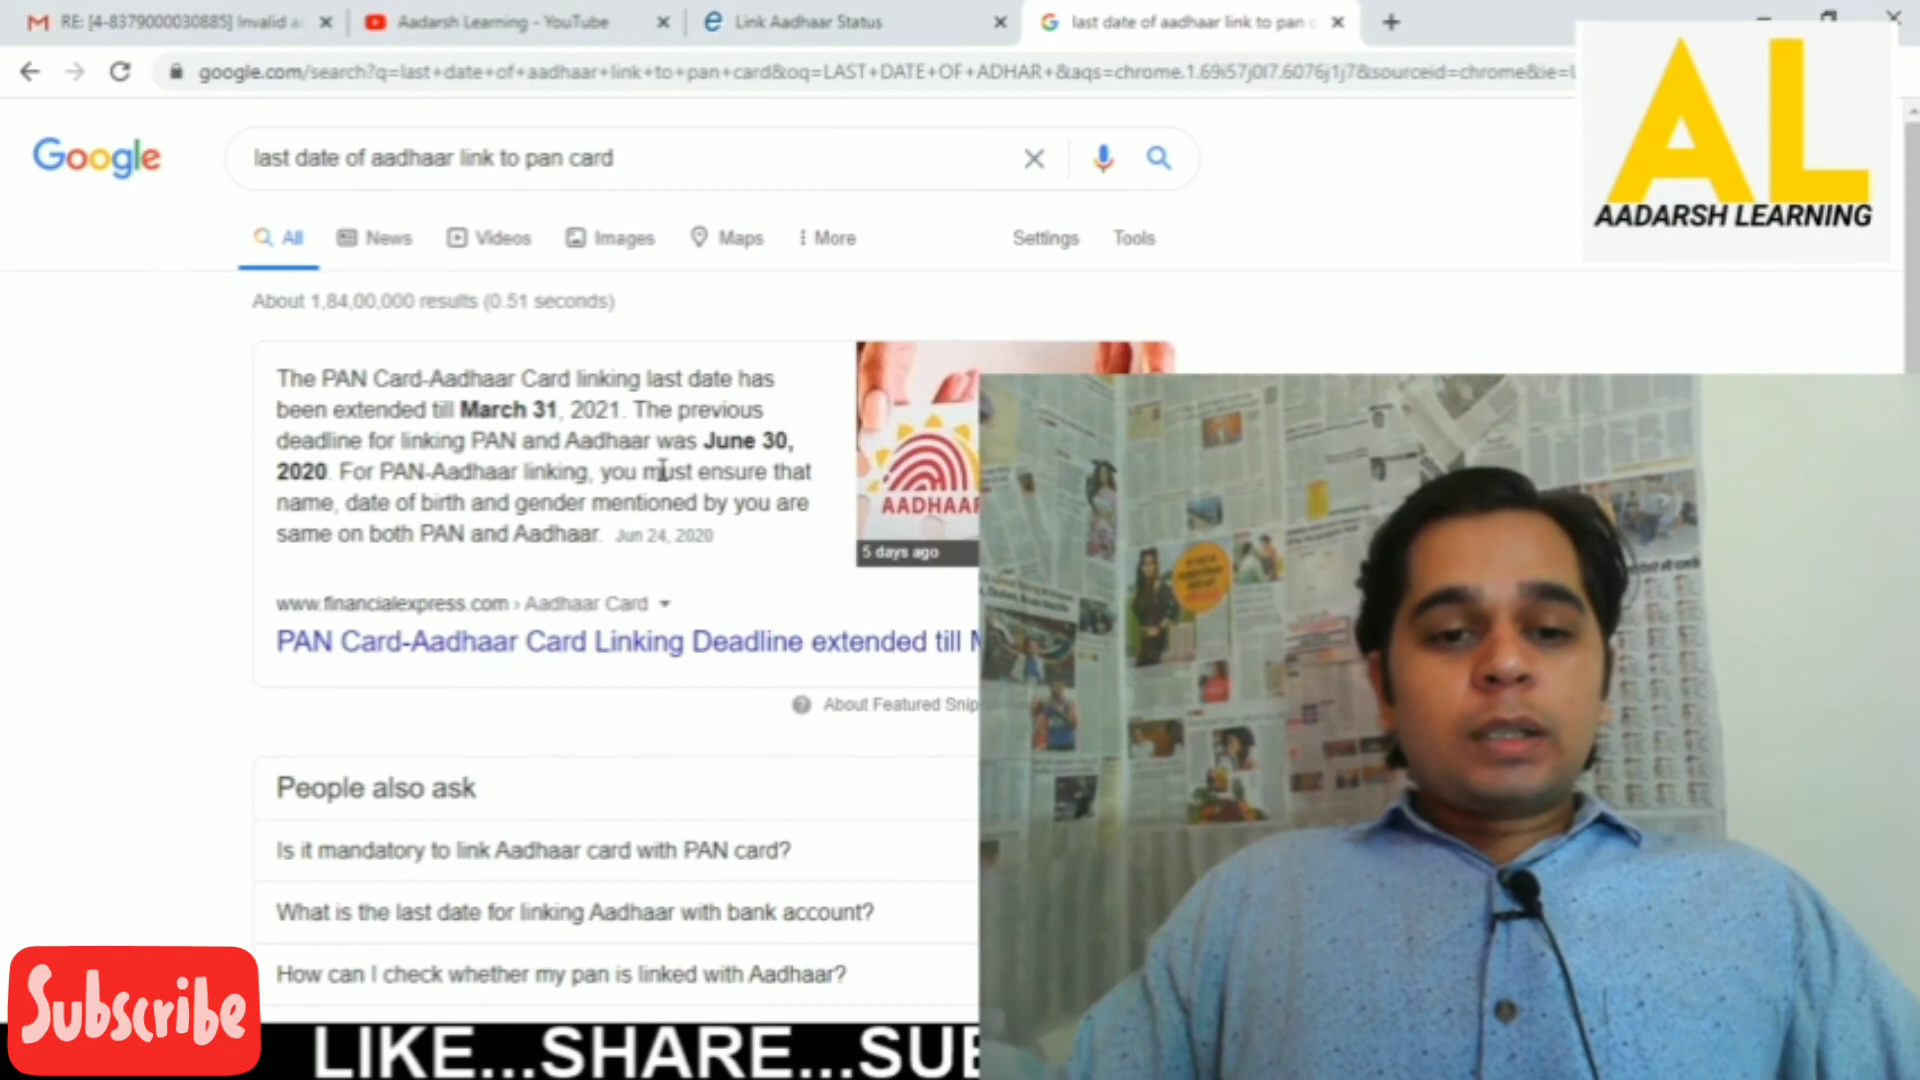 RE: [4-8379000030885] Invalid a
Aadarsh Learning - YouTube
Link Aadhaar Status
last date of aadhaar link to pan c
google.com/search?q=last+date+of+aadhaar+link+to+pan+card&oq=LAST+DATE+OF+ADHAR+&aqs=chrome.1.69i57j0l7.6076j1j7&sourceid=chrome&ie=U
AL
AADARSH LEARNING
Google
last date of aadhaar link to pan card
All
News
Videos
Images
Maps
More
Settings
Tools
About 1,84,00,000 results (0.51 seconds)
The PAN Card-Aadhaar Card linking last date has
been extended till March 31, 2021. The previous
deadline for linking PAN and Aadhaar was June 30,
2020. For PAN-Aadhaar linking, you must ensure that
name, date of birth and gender mentioned by you are
same on both PAN and Aadhaar. Jun 24, 2020
AADHAAR
5 days ago
www.financialexpress.com › Aadhaar Card
PAN Card-Aadhaar Card Linking Deadline extended till M
About Featured Snip
People also ask
Is it mandatory to link Aadhaar card with PAN card?
What is the last date for linking Aadhaar with bank account?
How can I check whether my pan is linked with Aadhaar?
Subscribe
LIKE...SHARE...SUB